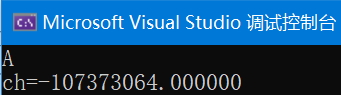 Microsoft Visual Studio 调试控制台
A
ch=-107373064.000000